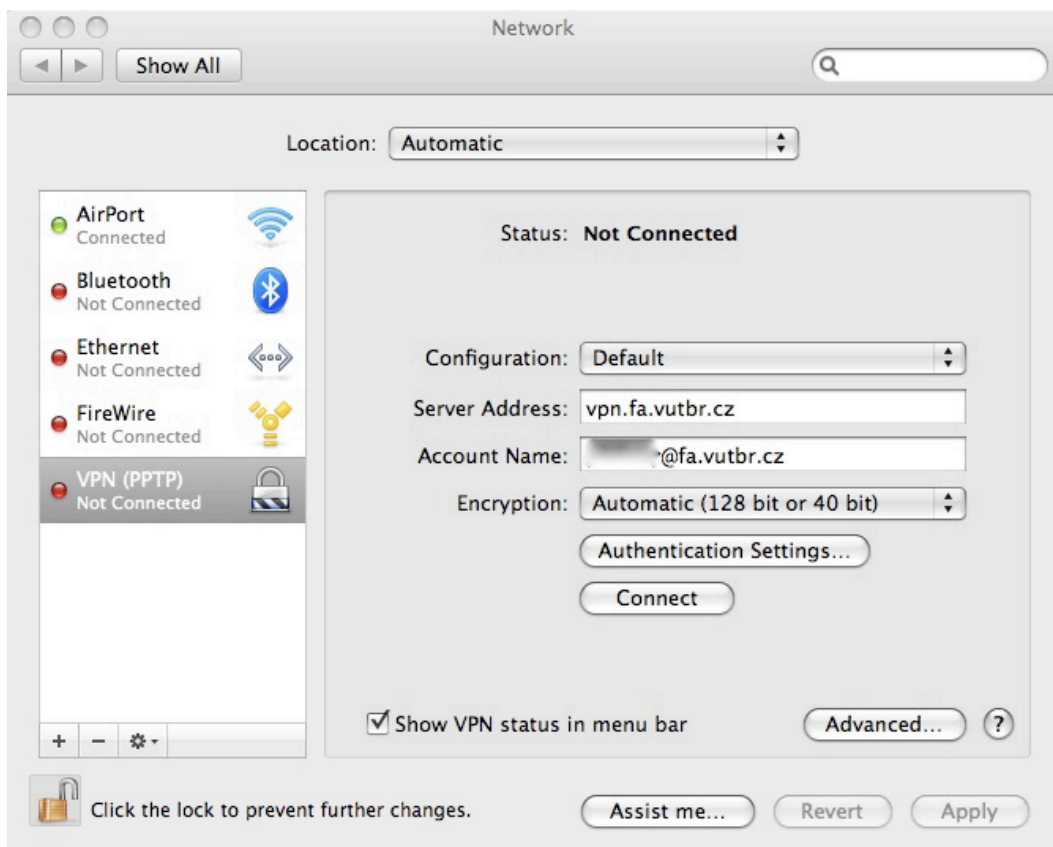 Network
Show All
Location: Automatic
AirPort
Connected
Bluetooth
Not Connected
Ethernet
Not Connected
FireWire
Not Connected
VPN (PPTP)
Not Connected
Status: Not Connected
Configuration: Default
Server Address: vpn.fa.vutbr.cz
Account Name: @fa.vutbr.cz
Encryption: Automatic (128 bit or 40 bit)
Authentication Settings...
Connect
Show VPN status in menu bar
Advanced... ?
Click the lock to prevent further changes.
Assist me... Revert Apply